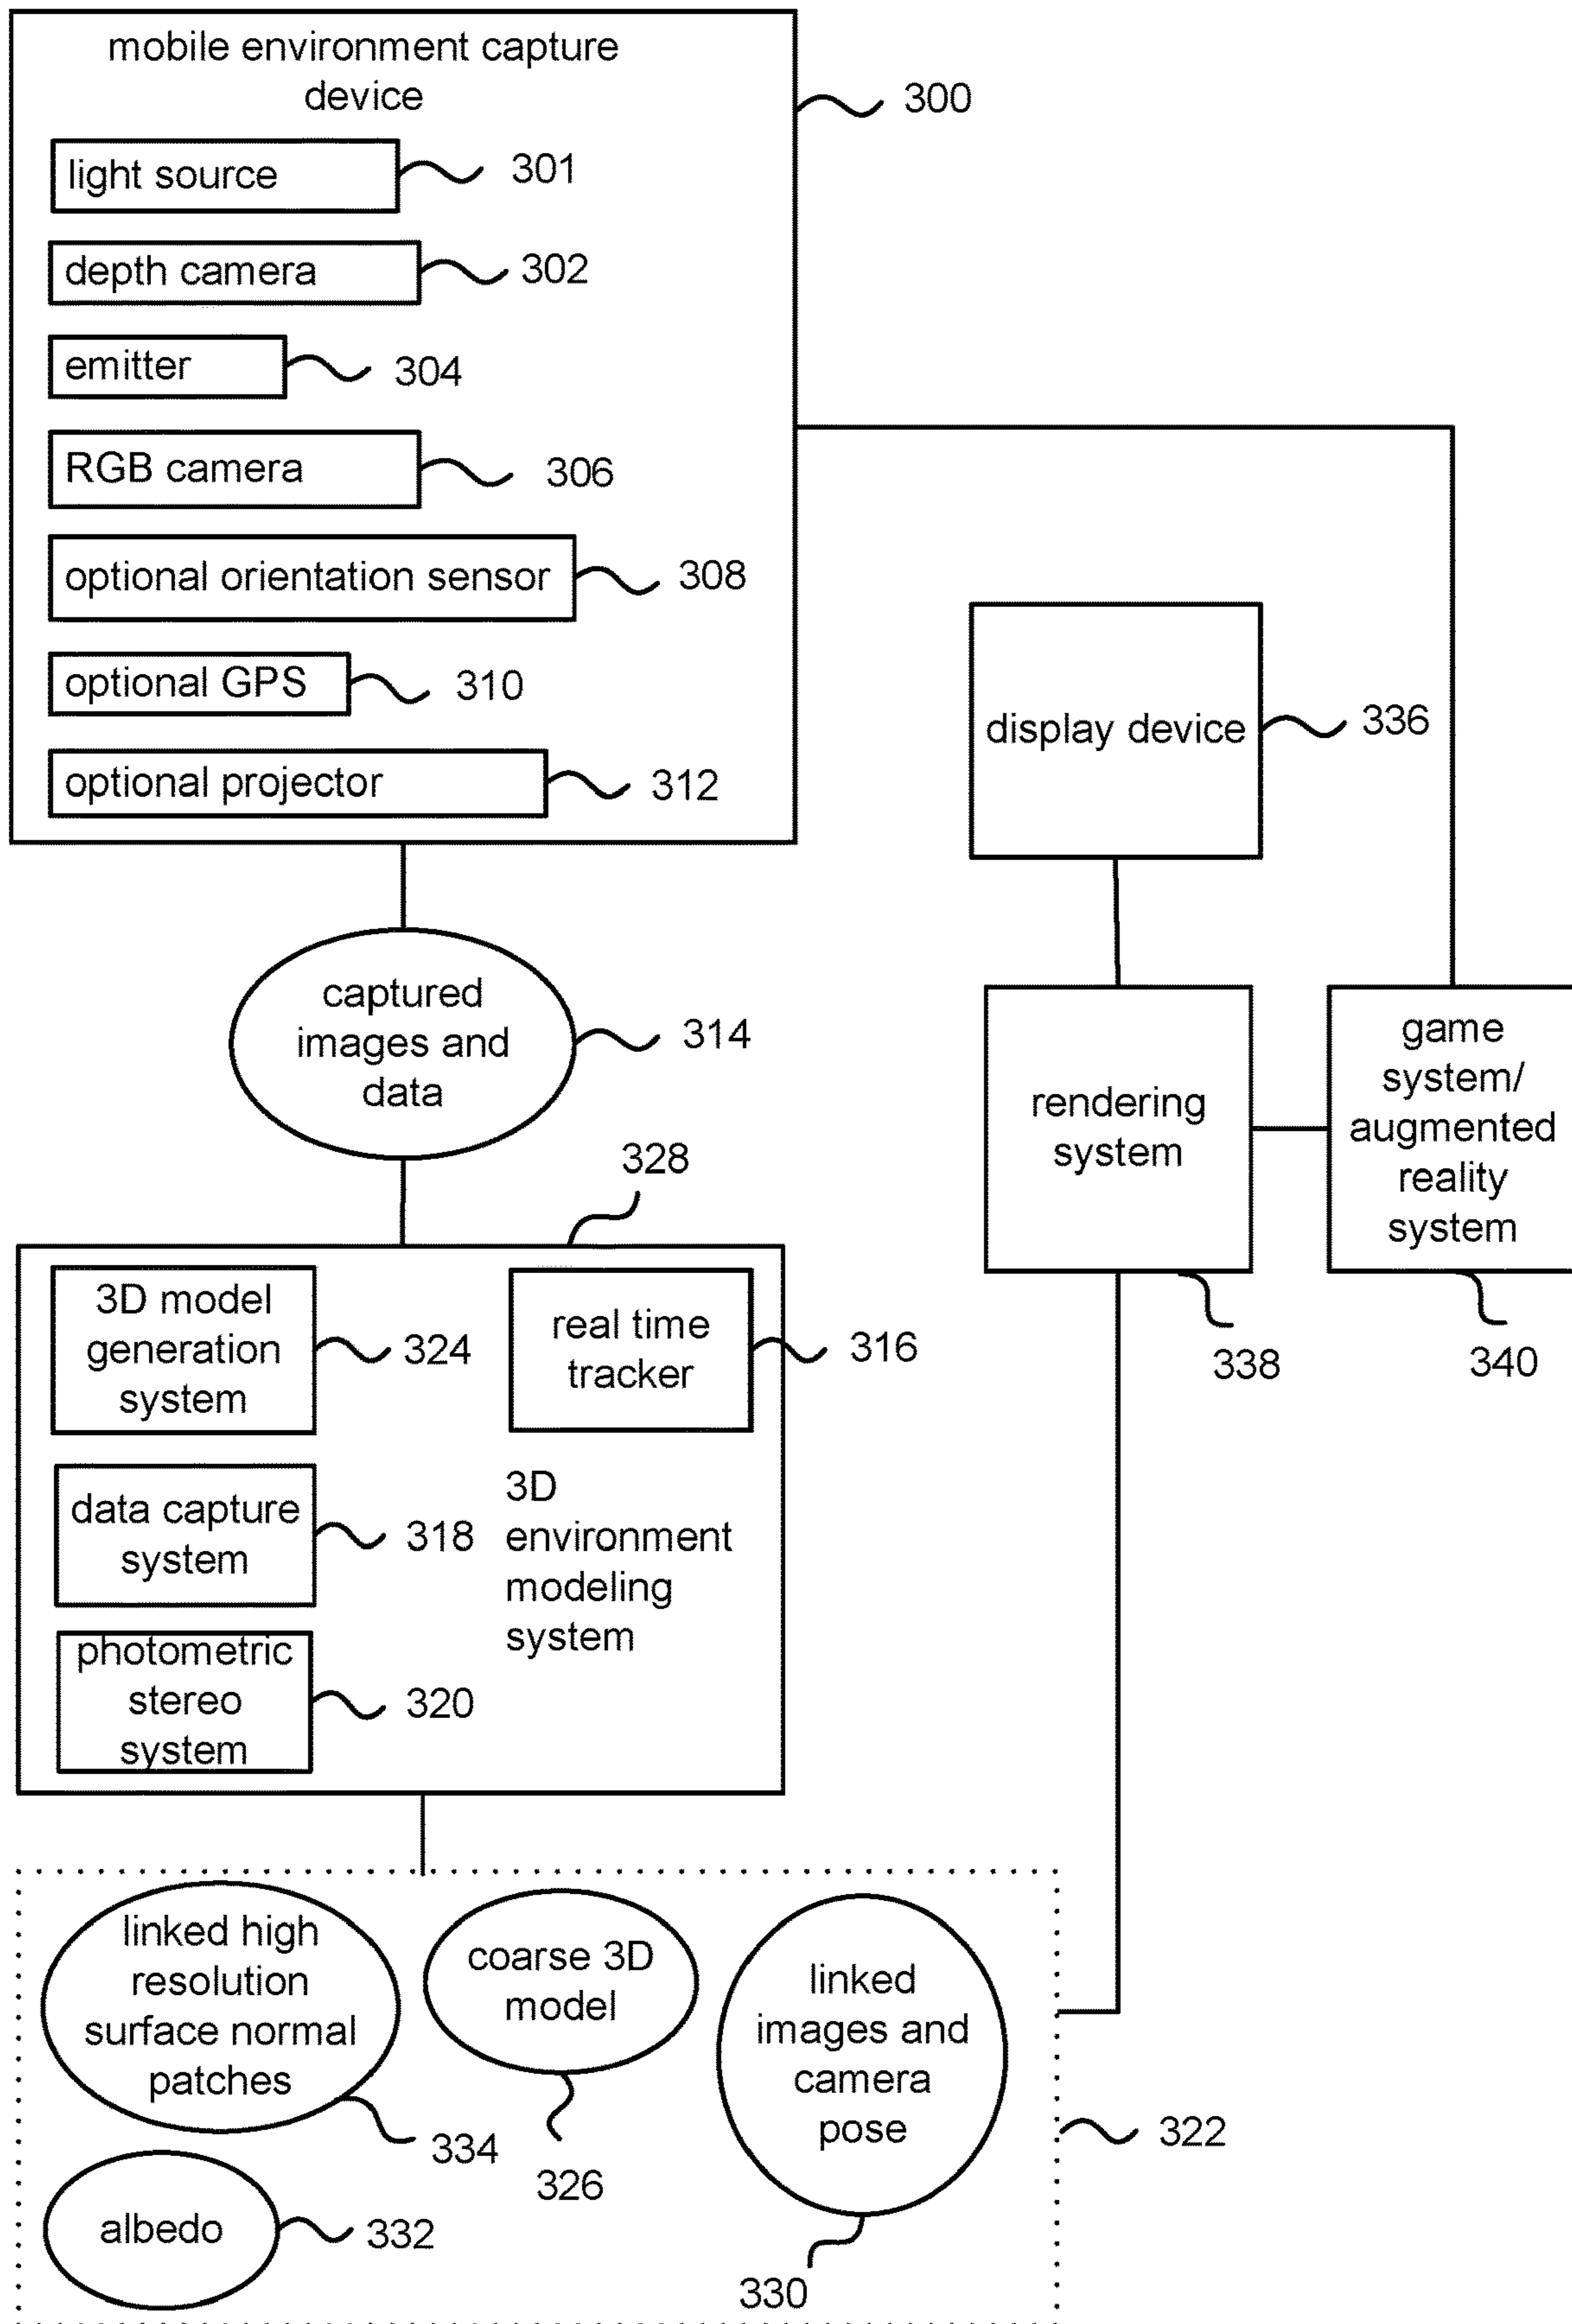 mobile environment capture
device
300
light source
301
depth camera
302
emitter
304
RGB camera
306
optional orientation sensor
308
optional GPS
310
optional projector
312
display device
336
captured
images and
data
314
rendering
system
338
game
system/
augmented
reality
system
340
328
3D model
generation
system
324
real time
tracker
316
data capture
system
318
3D
environment
modeling
system
photometric
stereo
system
320
linked high
resolution
surface normal
patches
334
coarse 3D
model
326
linked
images and
camera
pose
330
322
albedo
332